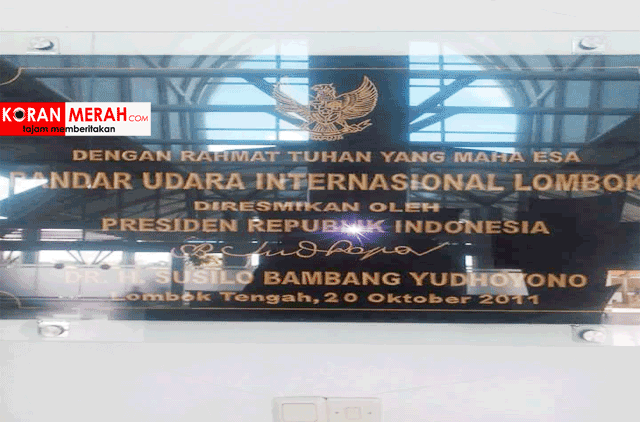 KORAN MERAH.COM
tajam memberitakan
DENGAN RAHMAT TUHAN YANG MAHA ESA
BANDAR UDARA INTERNASIONAL LOMBOK
DIRESMIKAN OLEH
PRESIDEN REPUBLIK INDONESIA
DR. H. SUSILO BAMBANG YUDHOYONO
Lombok Tengah, 20 Oktober 2011